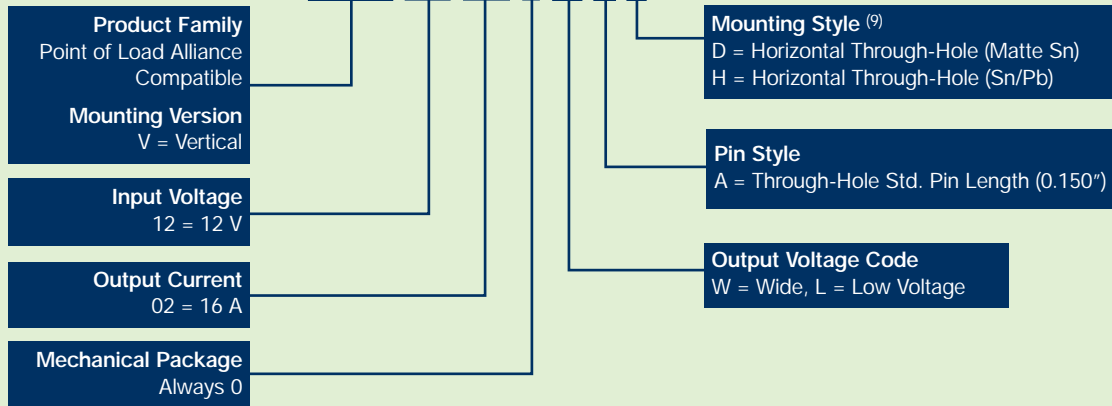 Product Family
Point of Load Alliance
Compatible
Mounting Version
V = Vertical
Input Voltage
12 = 12 V
Output Current
02 = 16 A
Mechanical Package
Always 0
Mounting Style (9)
D = Horizontal Through-Hole (Matte Sn)
H = Horizontal Through-Hole (Sn/Pb)
Pin Style
A = Through-Hole Std. Pin Length (0.150")
Output Voltage Code
W = Wide, L = Low Voltage